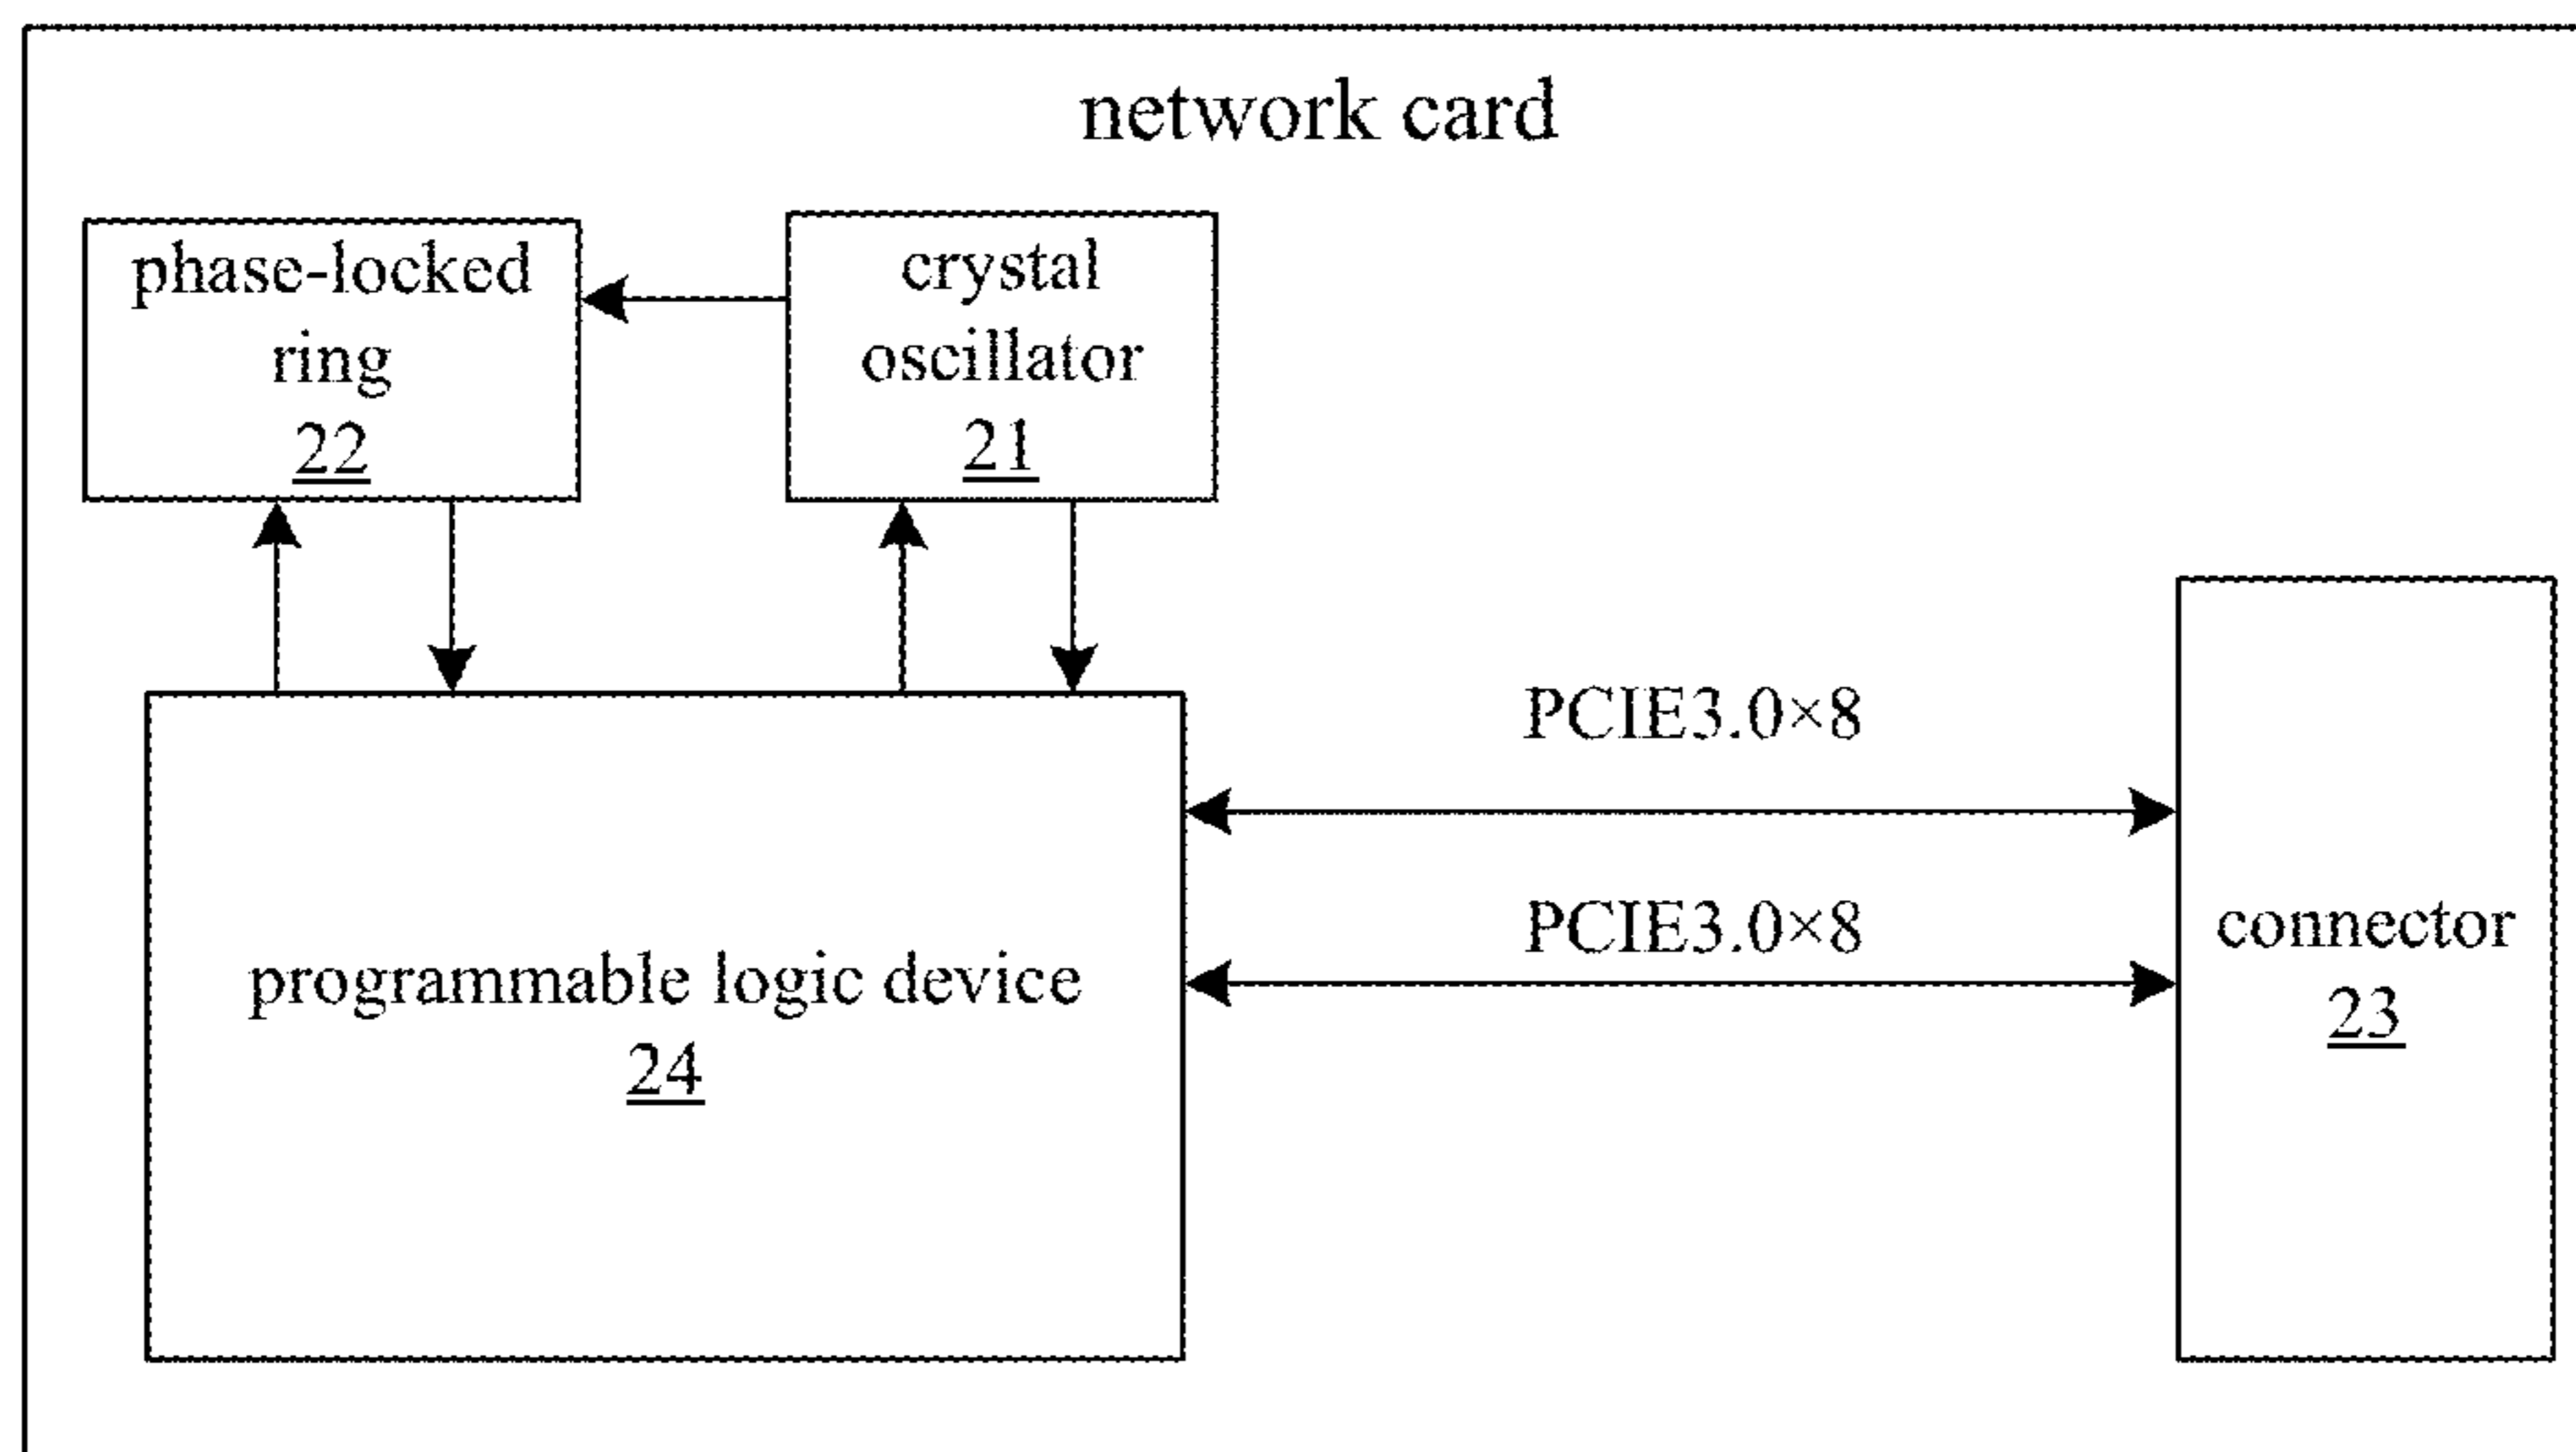 network card
phase-locked
ring
22
crystal
oscillator
21
PCIE3.0×8
PCIE3.0×8
connector
23
programmable logic device
24